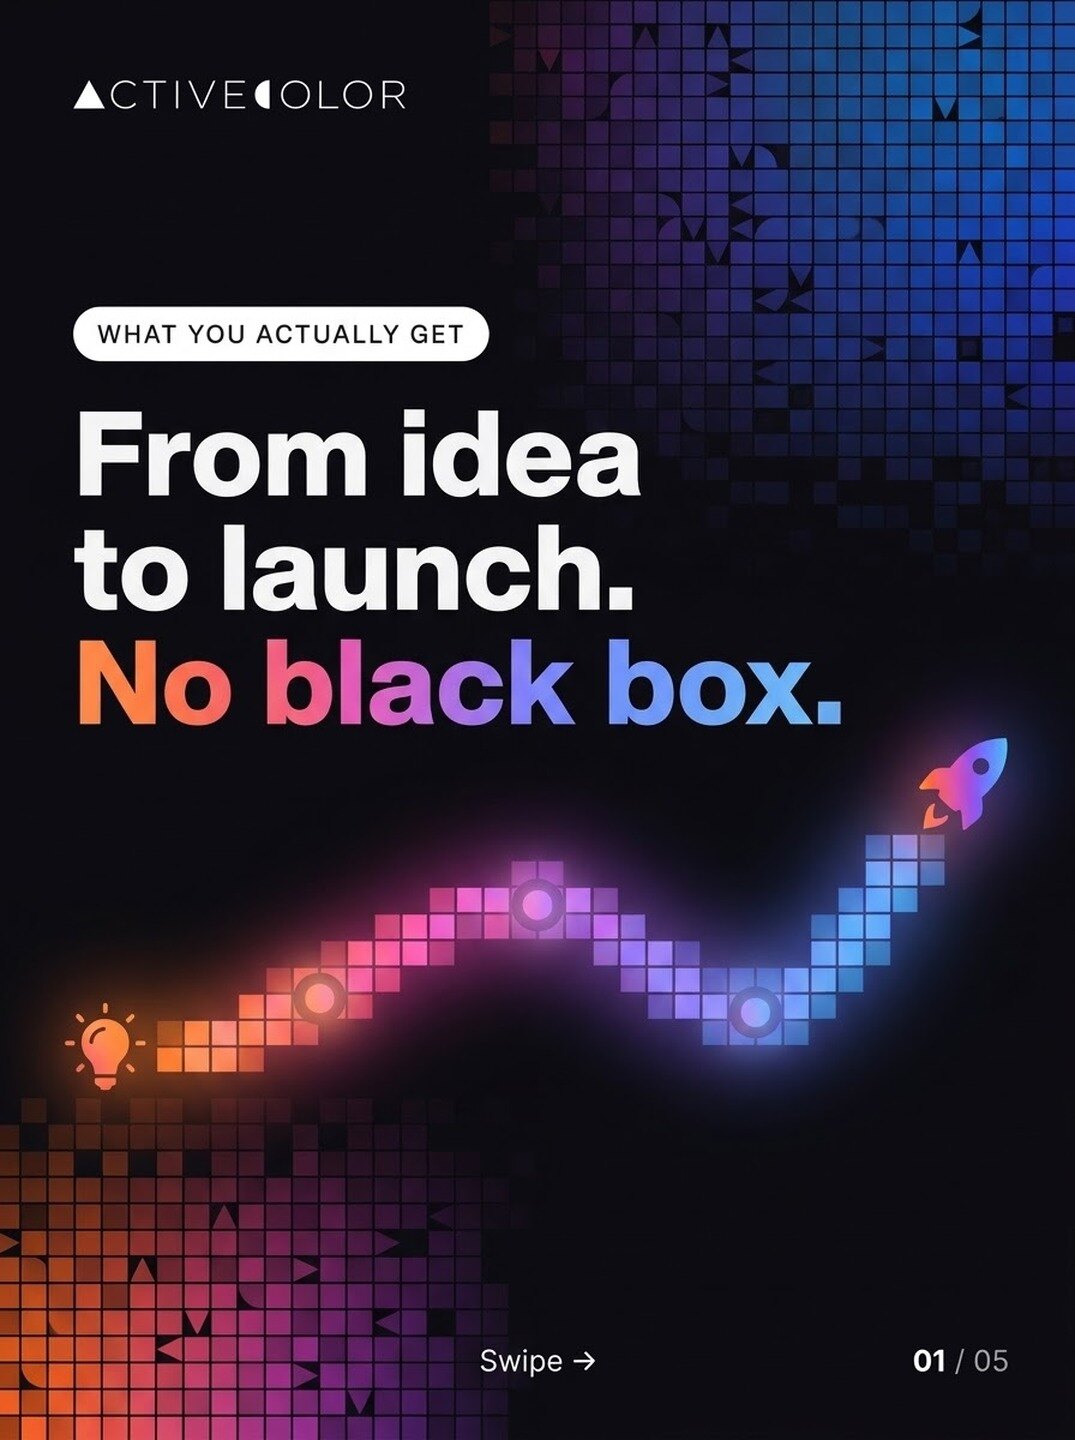 ACTIVECOLOR
WHAT YOU ACTUALLY GET
From idea
to launch.
No black box.
Swipe →
01 / 05